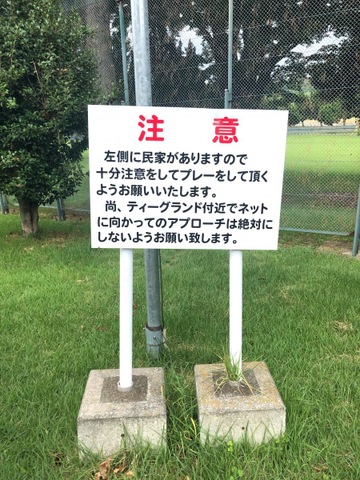 注意
左側に民家がありますので
十分注意をしてプレーをして頂く
ようお願いいたします。
尚、ティーグランド付近でネット
に向かってのアプローチは絶対に
しないようお願い致します。